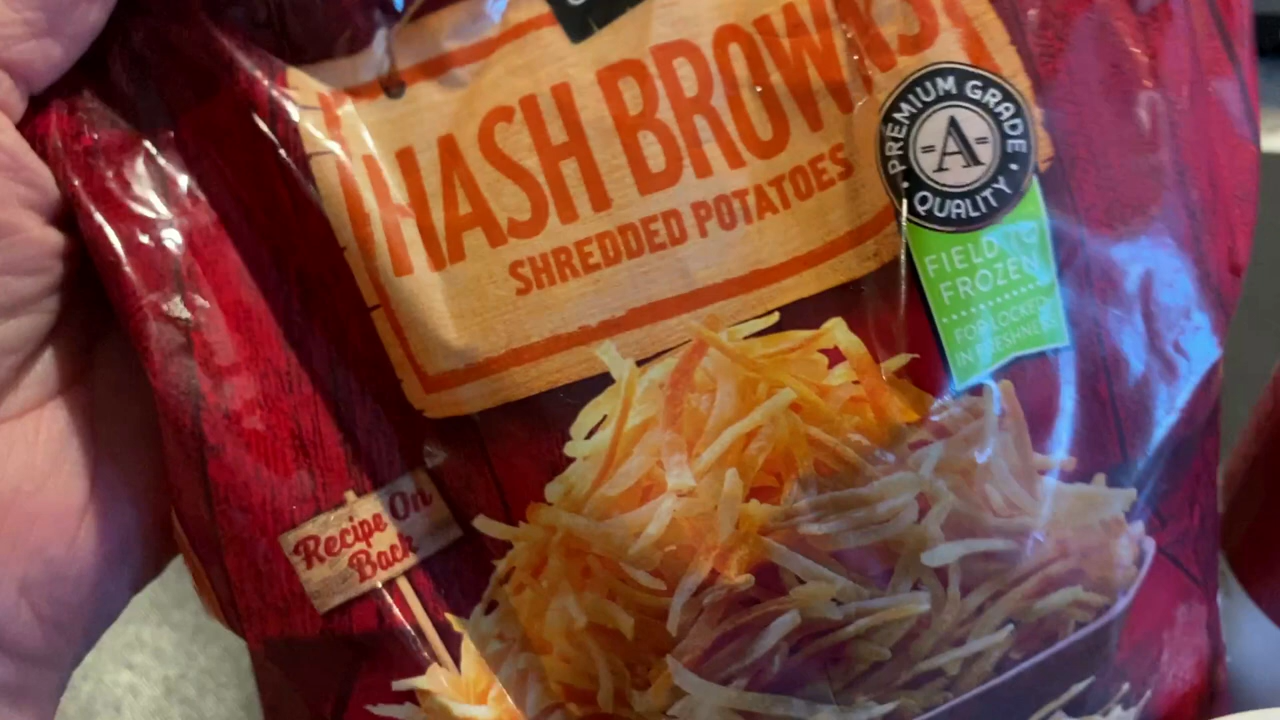 HASH BROWNS
SHREDDED POTATOES
PREMIUM GRADE
A
QUALITY
FIELD TO
FROZEN
FOR LOCKED
IN FRESHNESS
Recipe On
Back